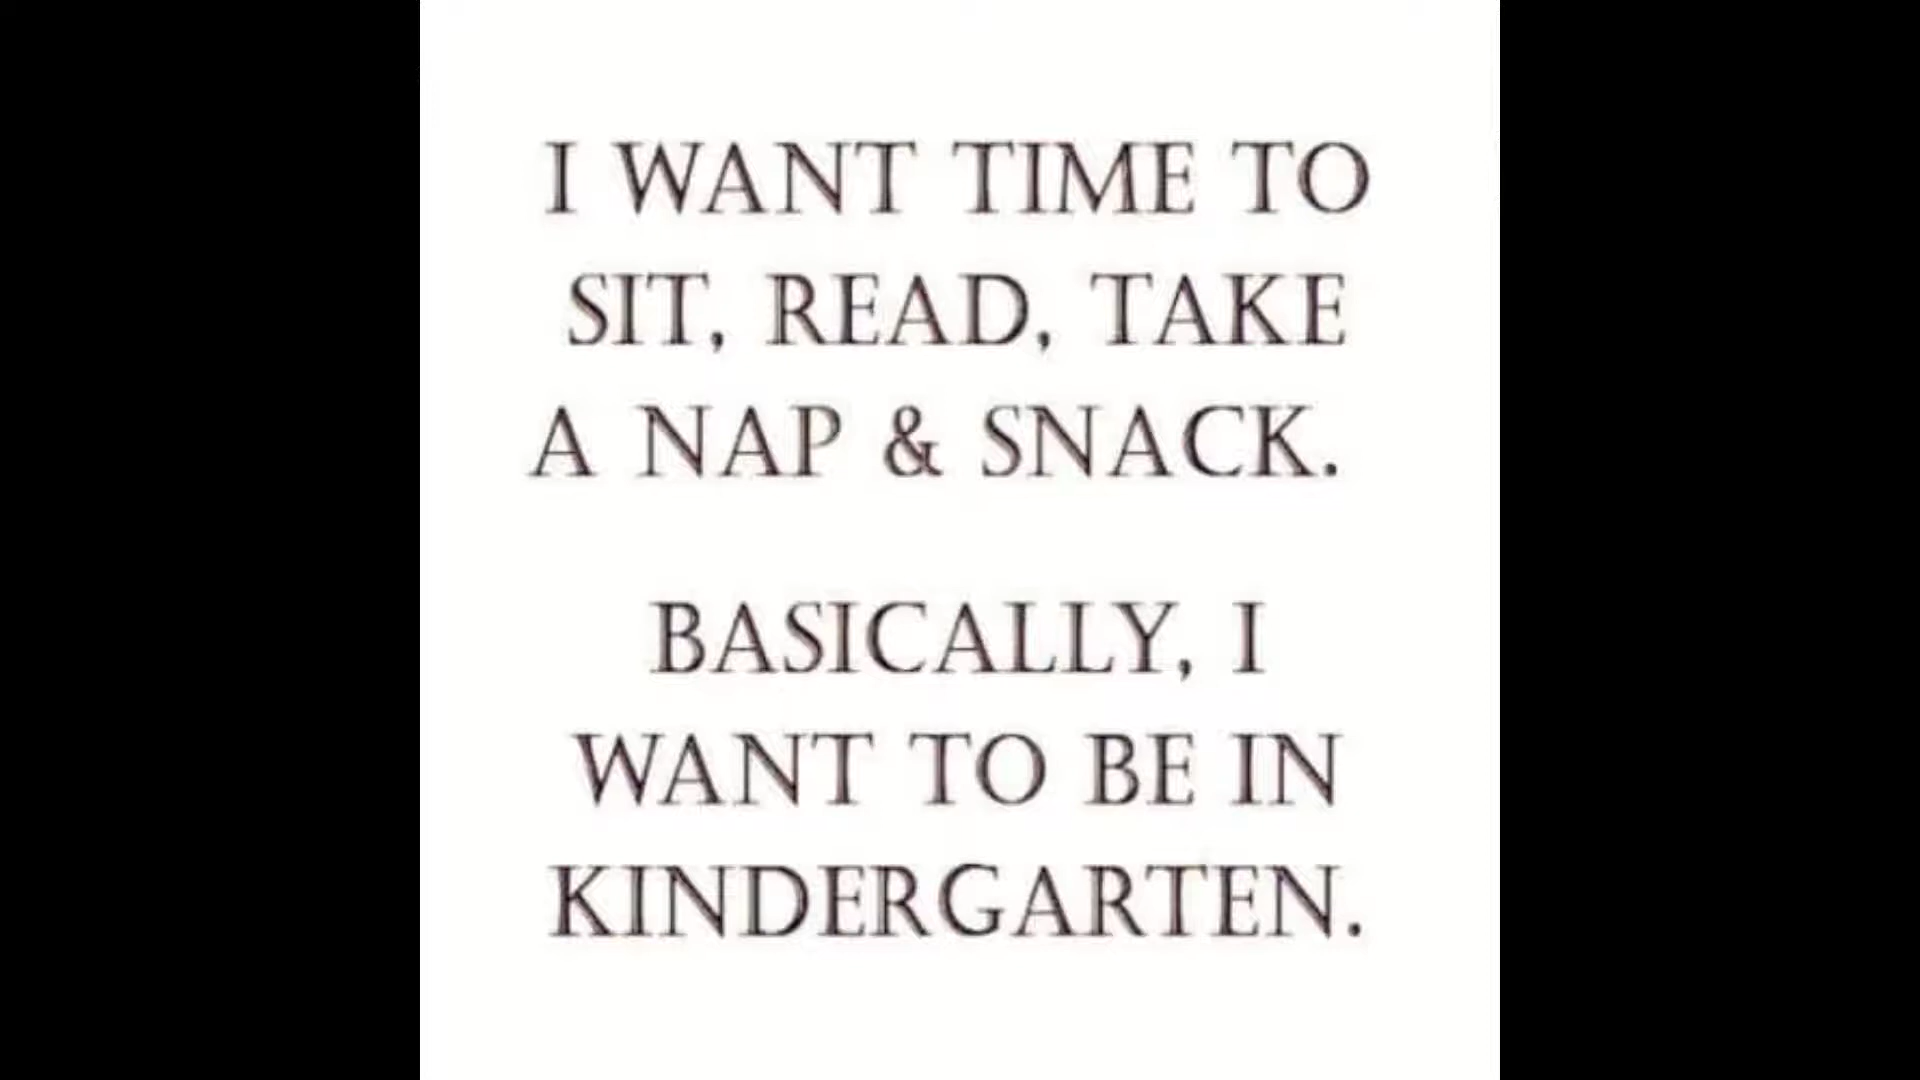 I WANT TIME TO
SIT, READ, TAKE
A NAP & SNACK.
BASICALLY, I
WANT TO BE IN
KINDERGARTEN.